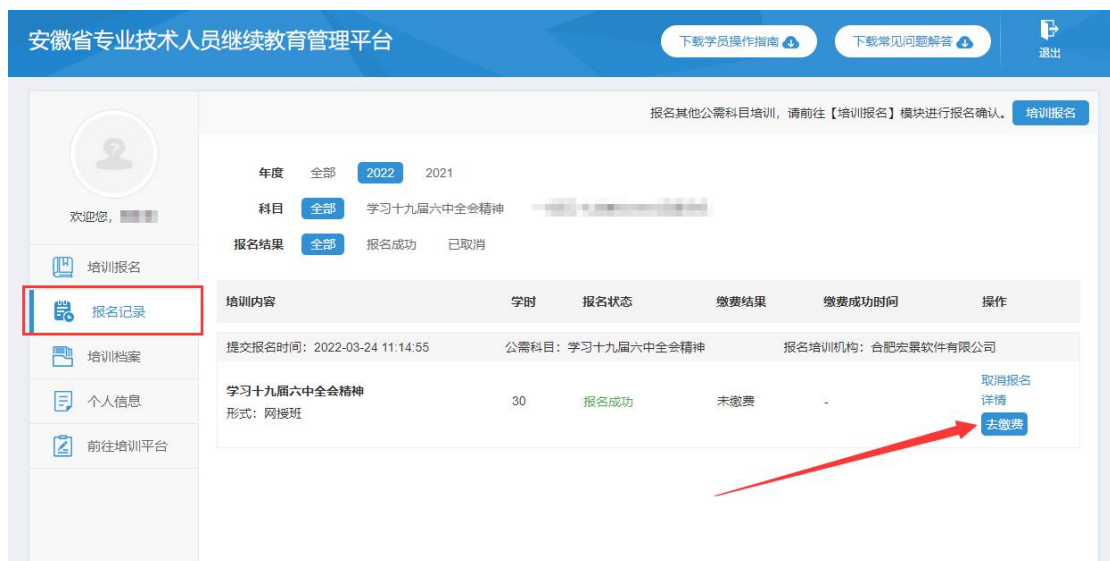 安徽省专业技术人员继续教育管理平台
下载学员操作指南
下载常见问题解答
退出
报名其他公需科目培训，请前往【培训报名】模块进行报名确认。
培训报名
欢迎您，
年度 全部 2022 2021
科目 全部 学习十九届六中全会精神
报名结果 全部 报名成功 已取消
培训报名
报名记录
培训档案
个人信息
前往培训平台
培训内容 学时 报名状态 缴费结果 缴费成功时间 操作
提交报名时间：2022-03-24 11:14:55 公需科目：学习十九届六中全会精神 报名培训机构：合肥宏景软件有限公司
学习十九届六中全会精神
形式：网授班
30 报名成功 未缴费 -
取消报名
详情
去缴费